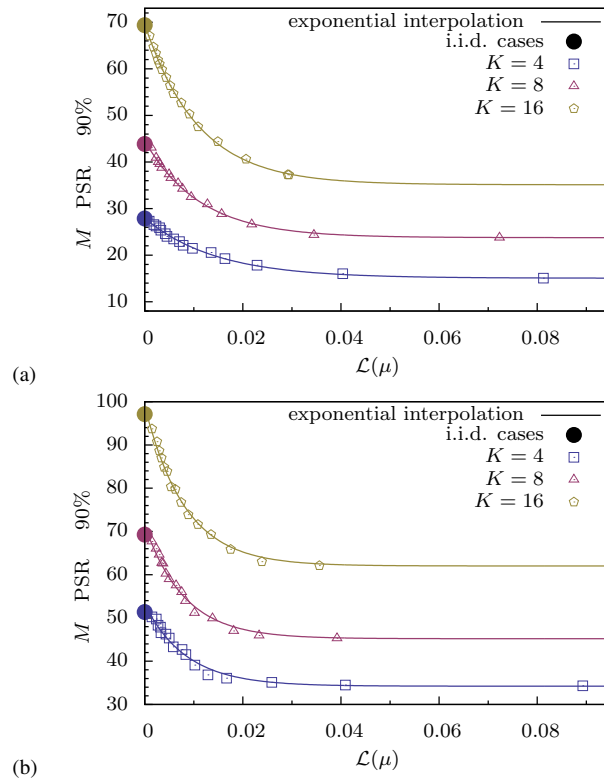 70
60
50
40
30
20
10
M PSR 90%
exponential interpolation
i.i.d. cases
K = 4
K = 8
K = 16
0 0.02 0.04 0.06 0.08
ℒ(μ)
(a)
100
90
80
70
60
50
40
30
M PSR 90%
exponential interpolation
i.i.d. cases
K = 4
K = 8
K = 16
0 0.02 0.04 0.06 0.08
ℒ(μ)
(b)